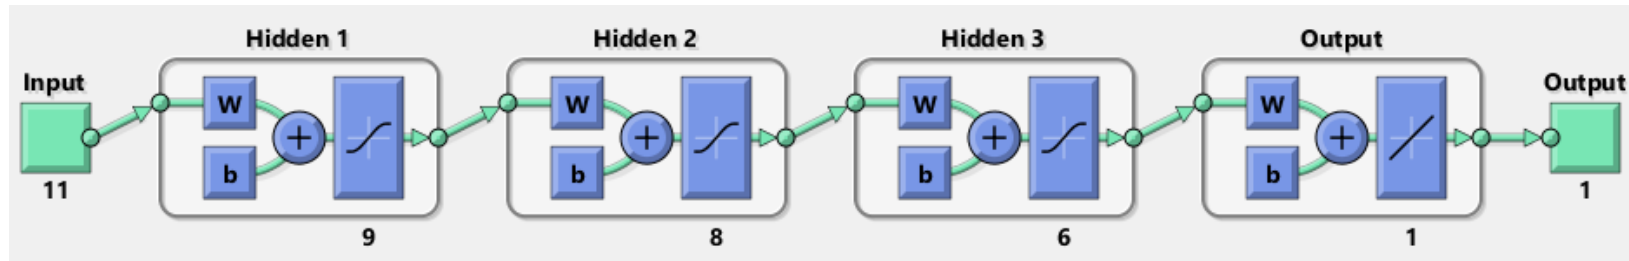 Input
11
Hidden 1
W
b
+
9
Hidden 2
W
b
+
8
Hidden 3
W
b
+
6
Output
W
b
+
1
Output
1